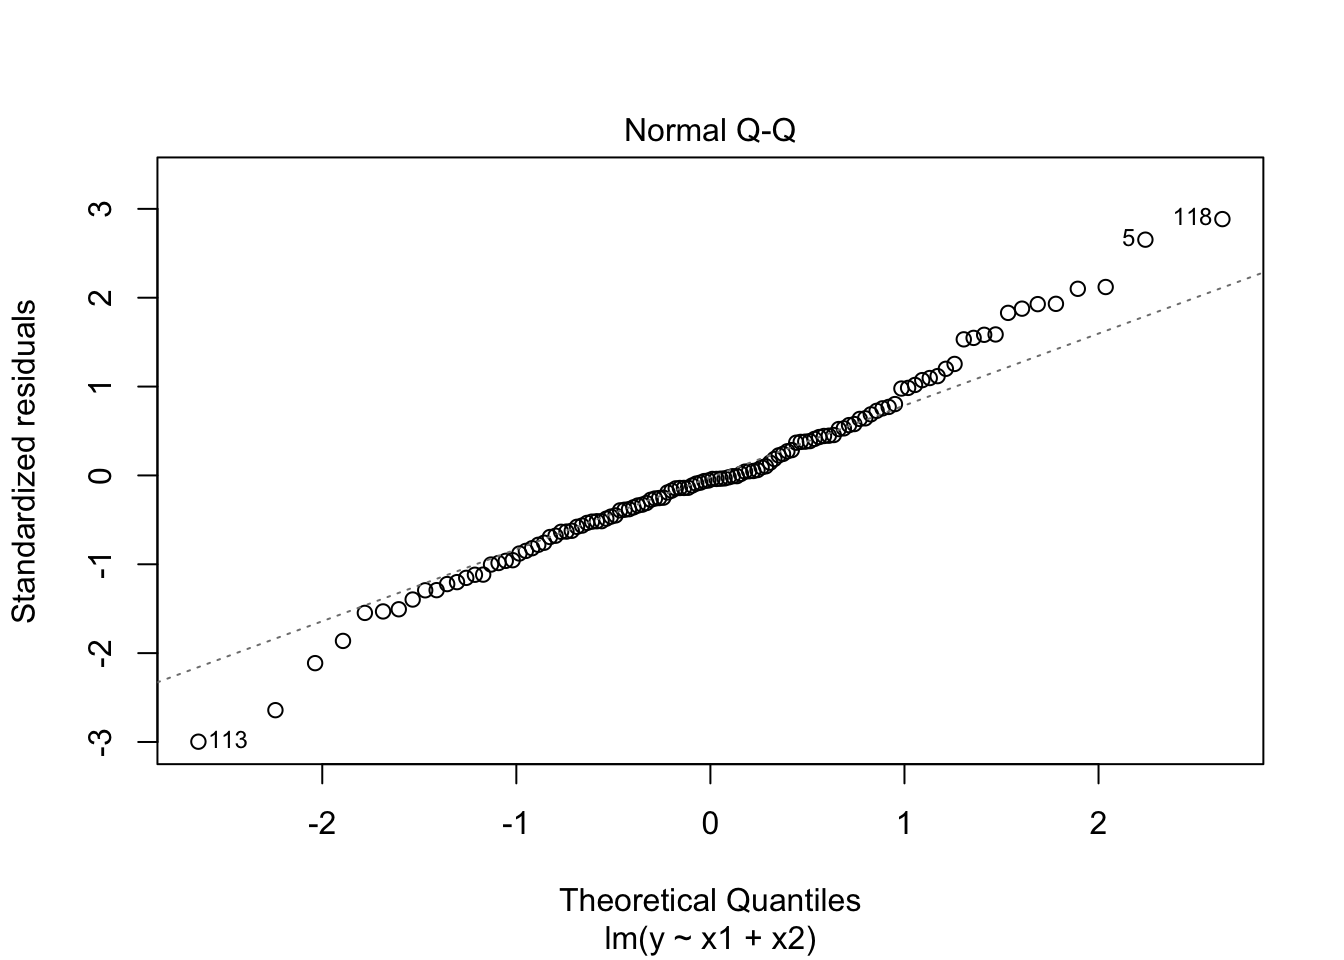 Normal Q-Q
Standardized residuals
3
2
1
0
-1
-2
-3
118
5
113
-2 -1 0 1 2
Theoretical Quantiles
lm(y ~ x1 + x2)